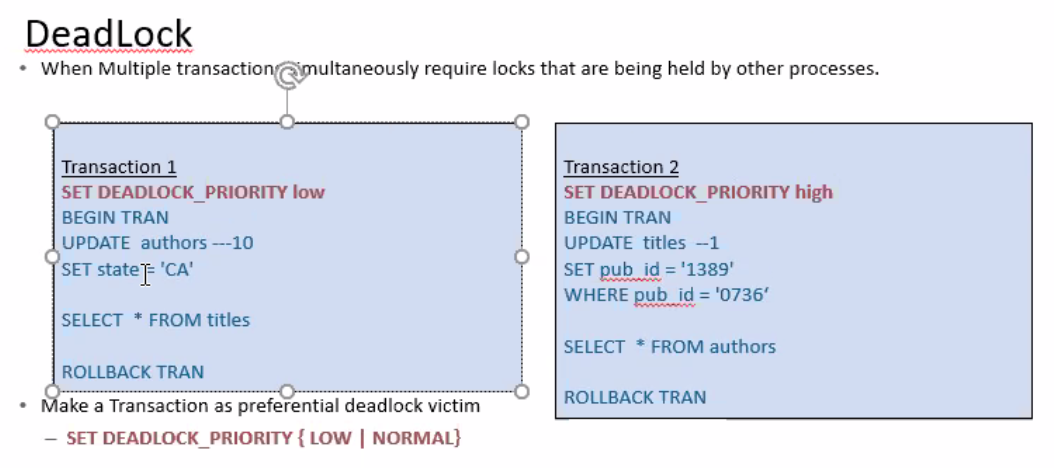 DeadLock
• When Multiple transactions simultaneously require locks that are being held by other processes.
Transaction 1
SET DEADLOCK_PRIORITY low
BEGIN TRAN
UPDATE authors ---10
SET state = 'CA'
SELECT * FROM titles
ROLLBACK TRAN
Transaction 2
SET DEADLOCK_PRIORITY high
BEGIN TRAN
UPDATE titles --1
SET pub_id = '1389'
WHERE pub_id = '0736‘
SELECT * FROM authors
ROLLBACK TRAN
• Make a Transaction as preferential deadlock victim
– SET DEADLOCK_PRIORITY { LOW | NORMAL}